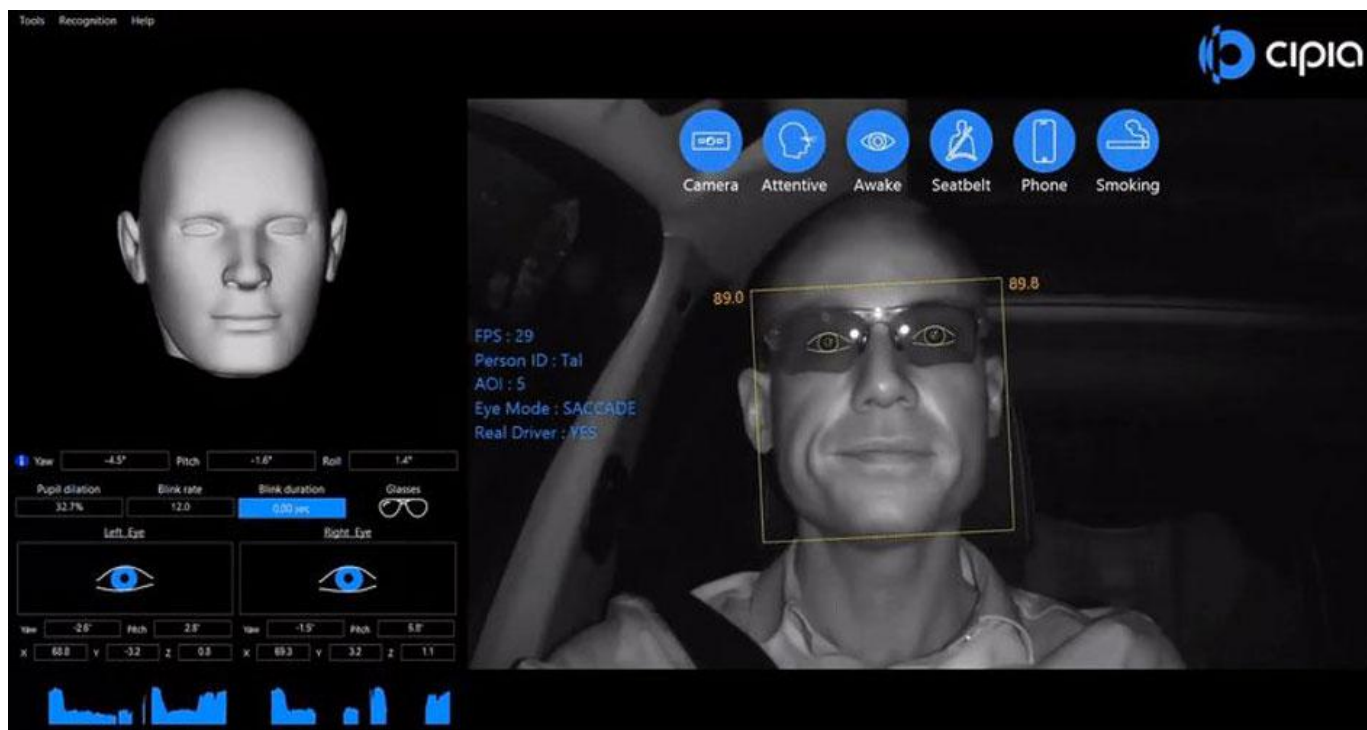 Tools Recognition Help
cipia
Camera Attentive Awake Seatbelt Phone Smoking
89.0 89.8
FPS : 29
Person ID : Tal
AOI : 5
Eye Mode : SACCADE
Real Driver : YES
Yaw -4.5° Pitch -1.6° Roll 1.4°
Pupil dilation Blink rate Blink duration Glasses
32.7% 12.0 0.00 sec
Left Eye Right Eye
Yaw -2.6° Pitch 2.8° Yaw -1.5° Pitch 5.8°
X 68.8 Y -3.2 Z 0.8 X 69.3 Y 3.2 Z 1.1